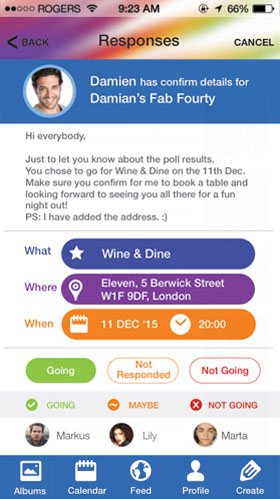 ROGERS 9:23 AM 66%
BACK Responses CANCEL
Damien has confirm details for
Damian's Fab Fourty
Hi everybody,
Just to let you know about the poll results.
You chose to go for Wine & Dine on the 11th Dec.
Make sure you confirm for me to book a table and
looking forward to seeing you all there for a fun
night out!
PS: I have added the address. :)
What Wine & Dine
Where Eleven, 5 Berwick Street
W1F 9DF, London
When 11 DEC '15 20:00
Going Not Responded Not Going
GOING MAYBE NOT GOING
Markus Lily Marta
Albums Calendar Feed Profile Create